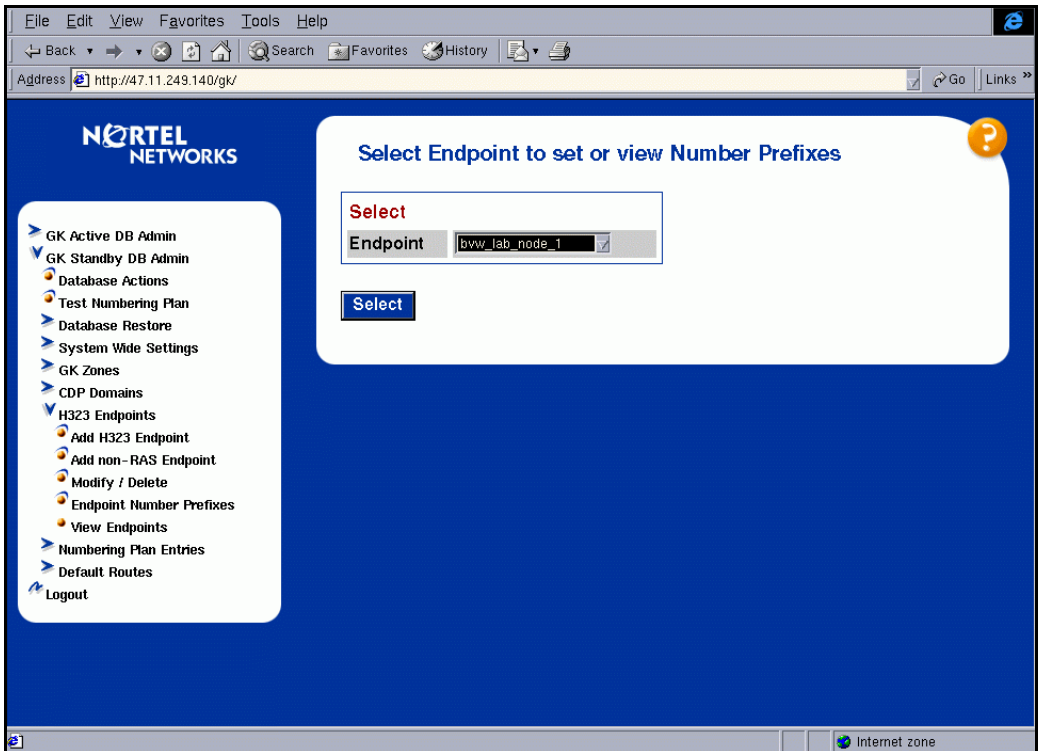 File Edit View Favorites Tools Help
Back Search Favorites History
Address http://47.11.249.140/gk/ Go Links »
NORTEL
NETWORKS
GK Active DB Admin
GK Standby DB Admin
Database Actions
Test Numbering Plan
Database Restore
System Wide Settings
GK Zones
CDP Domains
H323 Endpoints
Add H323 Endpoint
Add non-RAS Endpoint
Modify / Delete
Endpoint Number Prefixes
View Endpoints
Numbering Plan Entries
Default Routes
Logout
Select Endpoint to set or view Number Prefixes
?
Select
Endpoint bvw_lab_node_1
Select
Internet zone